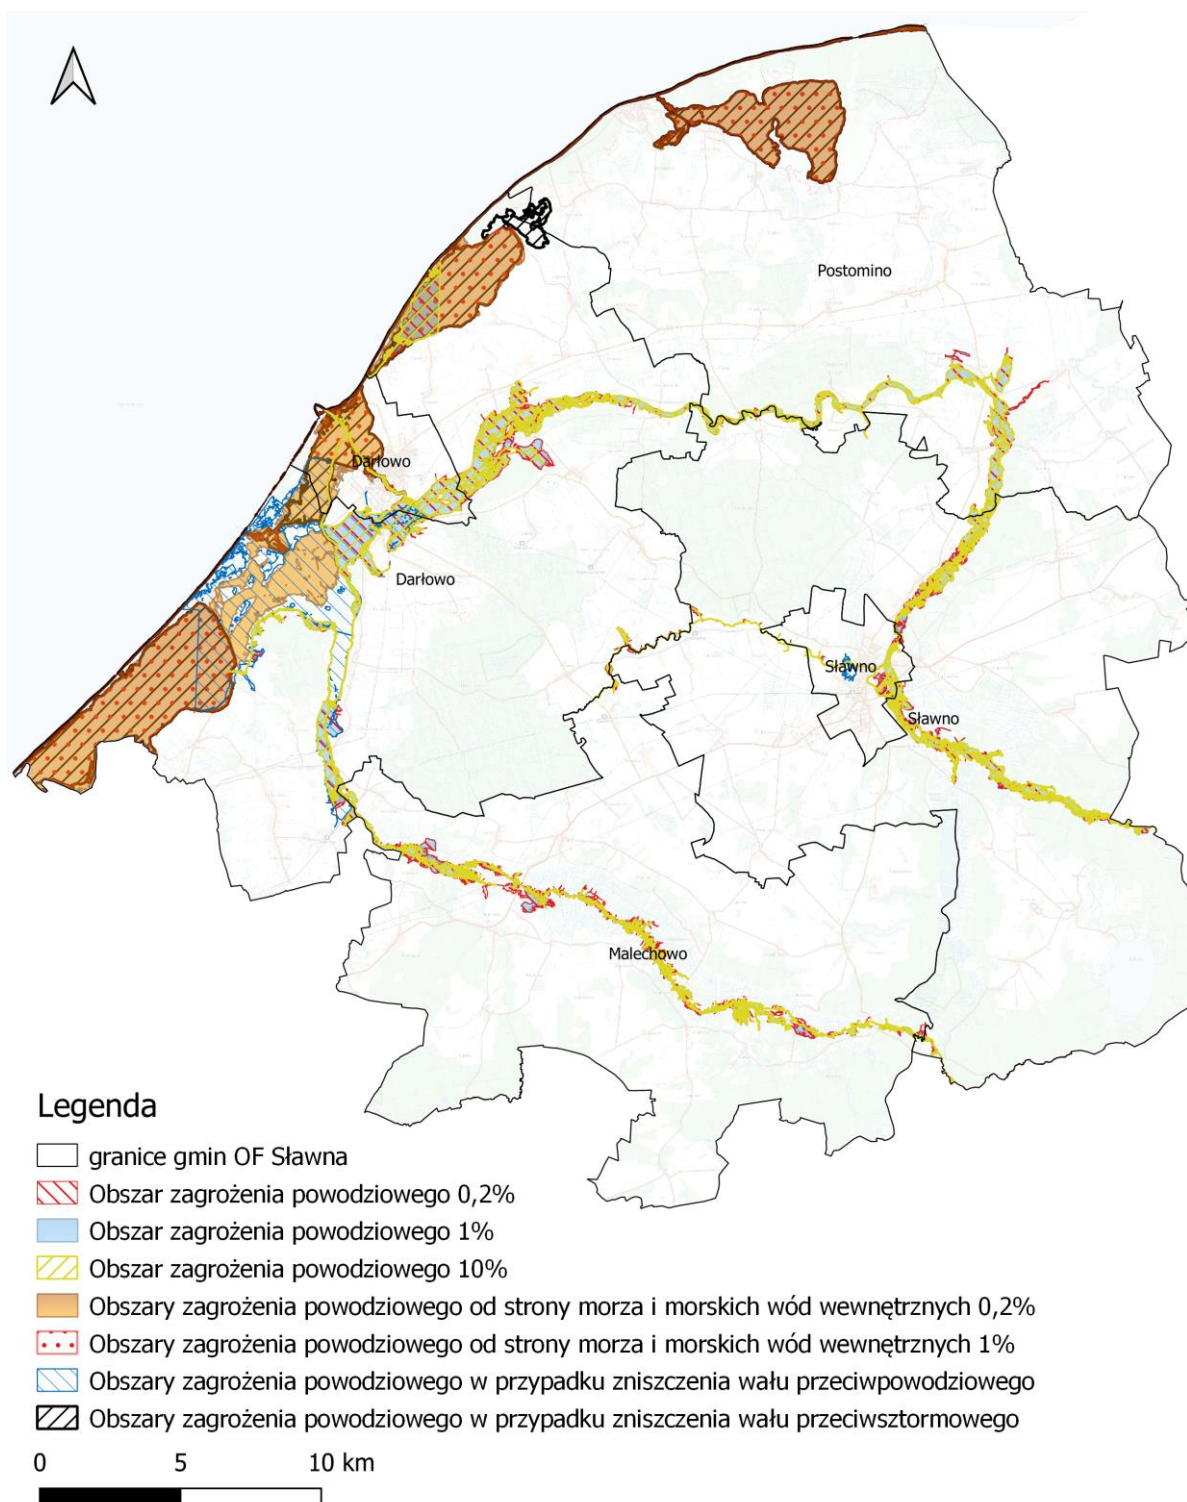 Postomino
Darłowo
Darłowo
Sławno
Sławno
Malechowo
Legenda
granice gmin OF Sławna
Obszar zagrożenia powodziowego 0,2%
Obszar zagrożenia powodziowego 1%
Obszar zagrożenia powodziowego 10%
Obszary zagrożenia powodziowego od strony morza i morskich wód wewnętrznych 0,2%
Obszary zagrożenia powodziowego od strony morza i morskich wód wewnętrznych 1%
Obszary zagrożenia powodziowego w przypadku zniszczenia wału przeciwpowodziowego
Obszary zagrożenia powodziowego w przypadku zniszczenia wału przeciwsztormowego
0 5 10 km